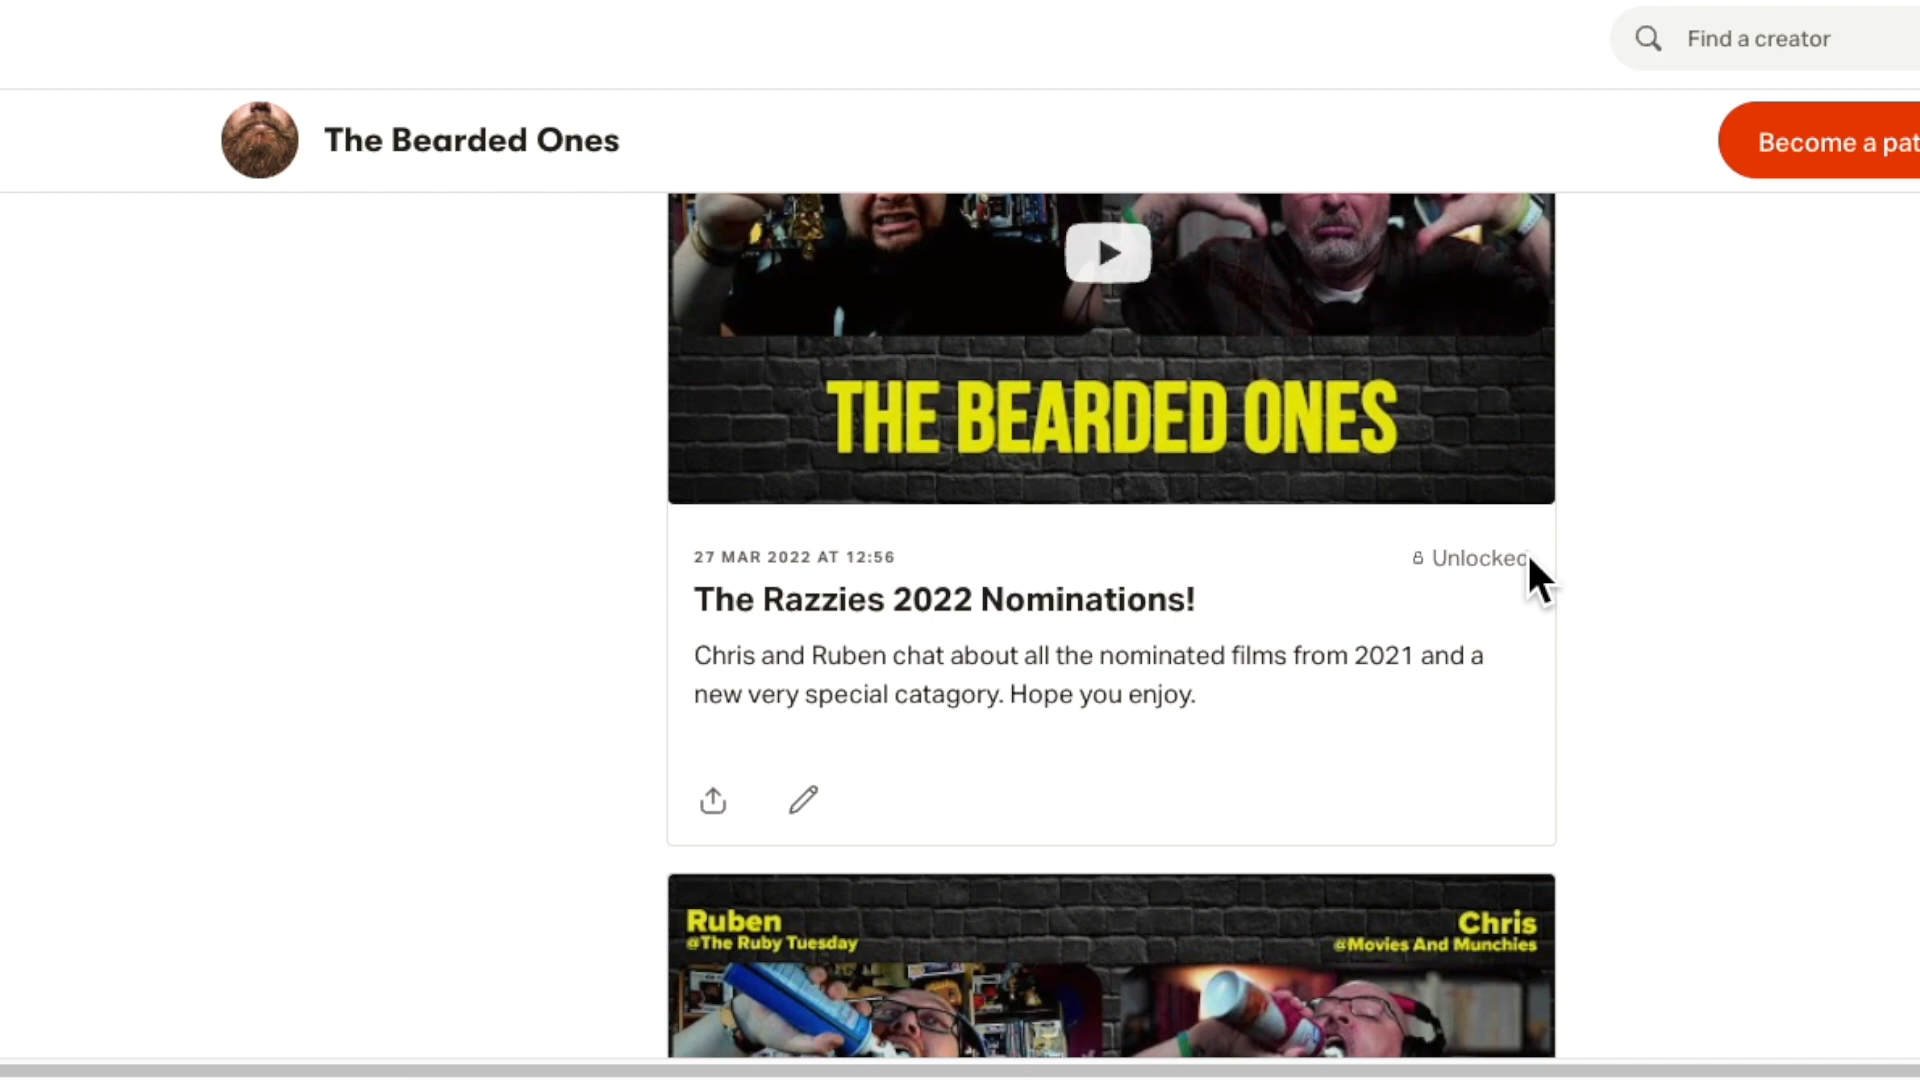 Find a creator
The Bearded Ones
Become a pat
THE BEARDED ONES
27 MAR 2022 AT 12:56
Unlocked
The Razzies 2022 Nominations!
Chris and Ruben chat about all the nominated films from 2021 and a
new very special catagory. Hope you enjoy.
Ruben
@The Ruby Tuesday
Chris
@Movies And Munchies